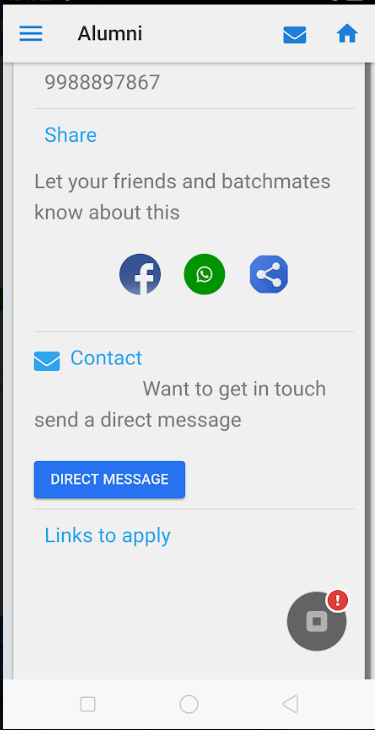 Alumni
9988897867
Share
Let your friends and batchmates
know about this
Contact
Want to get in touch
send a direct message
DIRECT MESSAGE
Links to apply